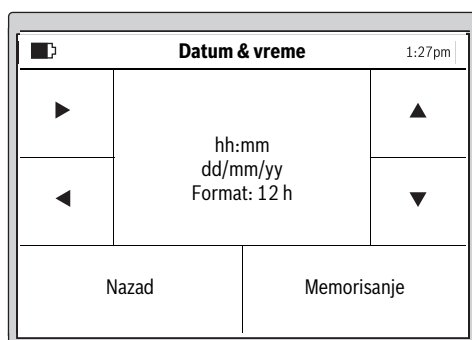 Datum & vreme 1:27pm
hh:mm
dd/mm/yy
Format: 12 h
Nazad Memorisanje